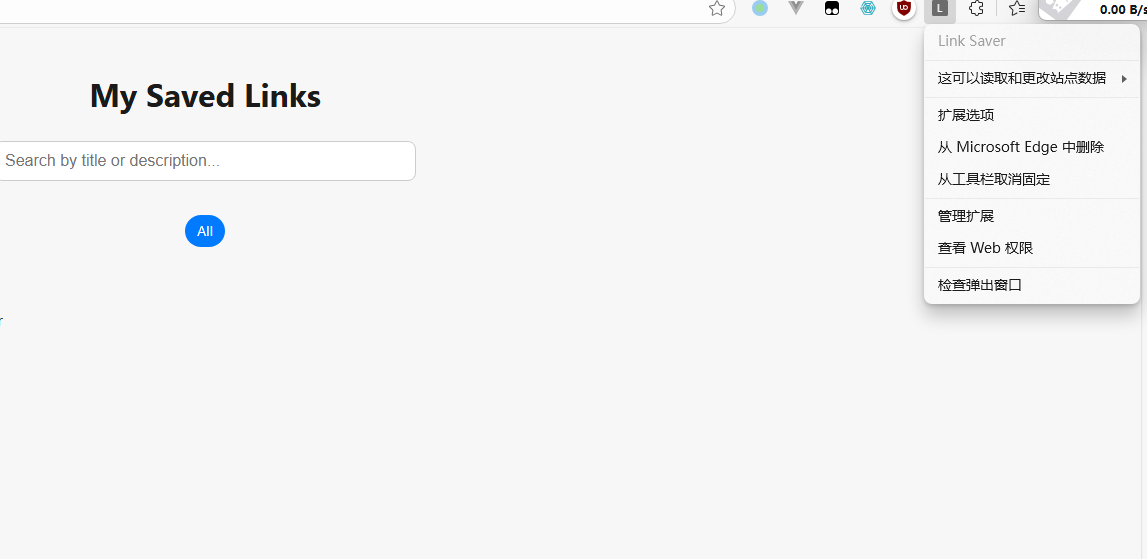 L
0.00 B/s
Link Saver
这可以读取和更改站点数据
扩展选项
从 Microsoft Edge 中删除
从工具栏取消固定
管理扩展
查看 Web 权限
检查弹出窗口
My Saved Links
Search by title or description...
All
r